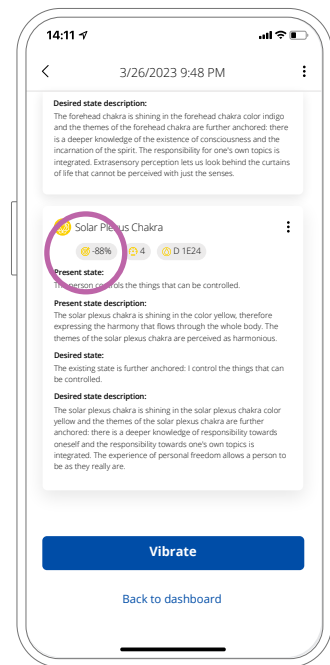 14:11
3/26/2023 9:48 PM
Desired state description:
The forehead chakra is shining in the forehead chakra color indigo
and the themes of the forehead chakra are further anchored: there
is a deeper knowledge of the existence of consciousness and the
incarnation of the spirit. The responsibility for one's own topics is
integrated. Extrasensory perception lets us look behind the curtains
of life that cannot be perceived with just the senses.
Solar Plexus Chakra
-88% 4 D 1E24
Present state:
The person controls the things that can be controlled.
Present state description:
The solar plexus chakra is shining in the color yellow, therefore
expressing the harmony that flows through the whole body. The
themes of the solar plexus chakra are perceived as harmonious.
Desired state:
The existing state is further anchored: I control the things that can
be controlled.
Desired state description:
The solar plexus chakra is shining in the solar plexus chakra color
yellow and the themes of the solar plexus chakra are further
anchored: there is a deeper knowledge of responsibility towards
oneself and the responsibility towards one's own topics is
integrated. The experience of personal freedom allows a person to
be as they really are.
Vibrate
Back to dashboard